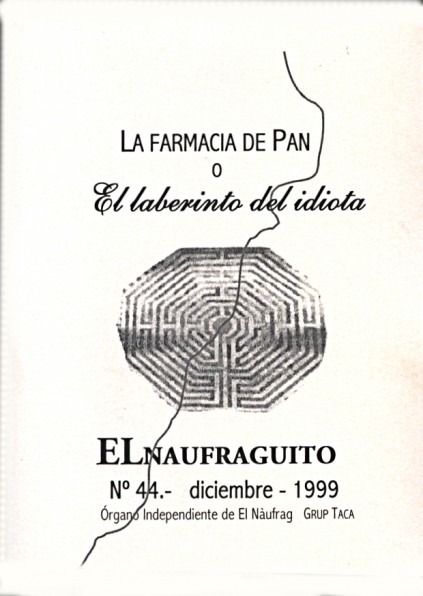 LA FARMACIA DE PAN
O
El laberinto del idiota
ELNAUFRAGUITO
Nº 44.- diciembre - 1999
Órgano Independiente de El Nàufrag GRUP TACA